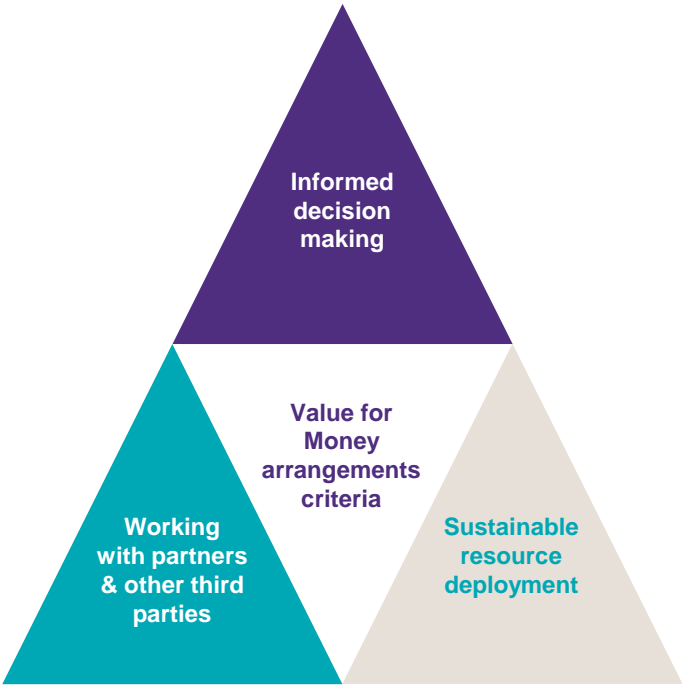 Informed
decision
making
Value for
Money
arrangements
criteria
Working
with partners
& other third
parties
Sustainable
resource
deployment